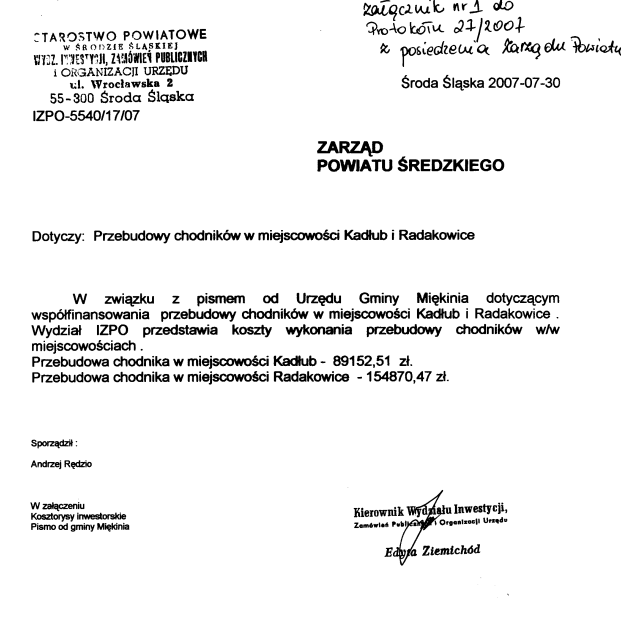 załącznik nr 1 do
Protokołu 27/2007
z posiedzenia Zarządu Powiatu
STAROSTWO POWIATOWE
W ŚRODZIE ŚLĄSKIEJ
WYDZ. INWESTYCJI, ZAMÓWIEŃ PUBLICZNYCH
i ORGANIZACJI URZĘDU
ul. Wrocławska 2
55-300 Środa Śląska
IZPO-5540/17/07
Środa Śląska 2007-07-30
ZARZĄD
POWIATU ŚREDZKIEGO
Dotyczy: Przebudowy chodników w miejscowości Kadłub i Radakowice
W związku z pismem od Urzędu Gminy Miękinia dotyczącym
współfinansowania przebudowy chodników w miejscowości Kadłub i Radakowice .
Wydział IZPO przedstawia koszty wykonania przebudowy chodników w/w
miejscowościach .
Przebudowa chodnika w miejscowości Kadłub - 89152,51 zł.
Przebudowa chodnika w miejscowości Radakowice - 154870,47 zł.
Sporządził :
Andrzej Rędzio
W załączeniu
Kosztorysy inwestorskie
Pismo od gminy Miękinia
Kierownik Wydziału Inwestycji,
Zamówień Publicznych i Organizacji Urzędu
Edyta Ziemichód